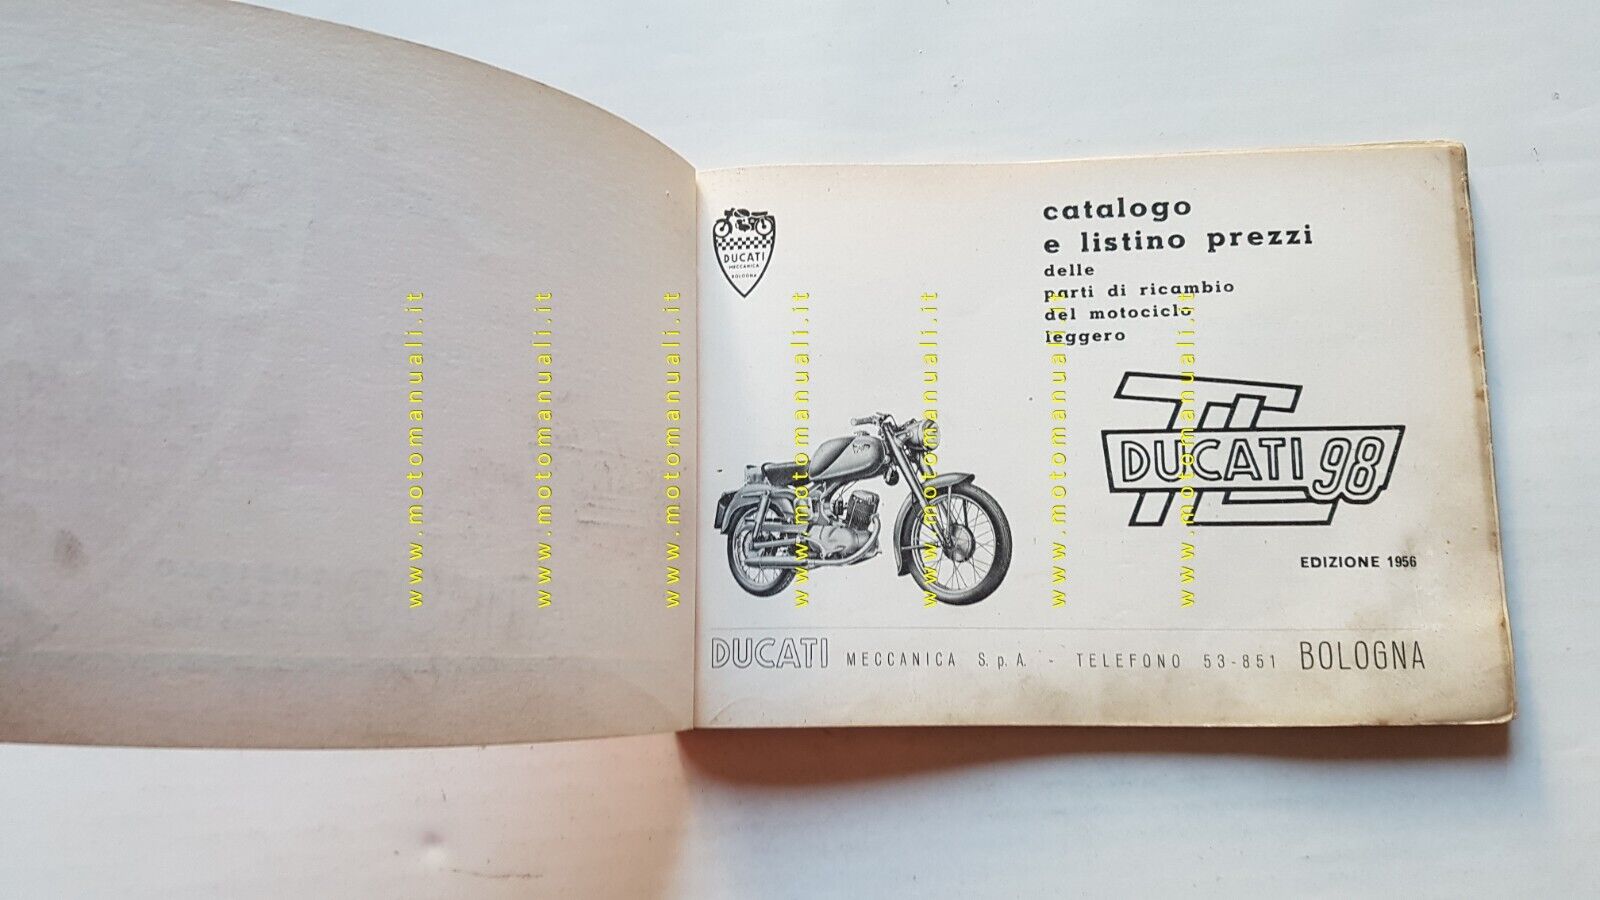 DUCATI
MECCANICA
BOLOGNA
catalogo
e listino prezzi
delle
parti di ricambio
del motociclo
leggero
TL
DUCATI 98
EDIZIONE 1956
DUCATI MECCANICA S.p.A. - TELEFONO 53-851 BOLOGNA
www.motomanuali.it
www.motomanuali.it
www.motomanuali.it
www.motomanuali.it
www.motomanuali.it
www.motomanuali.it
www.motomanuali.it